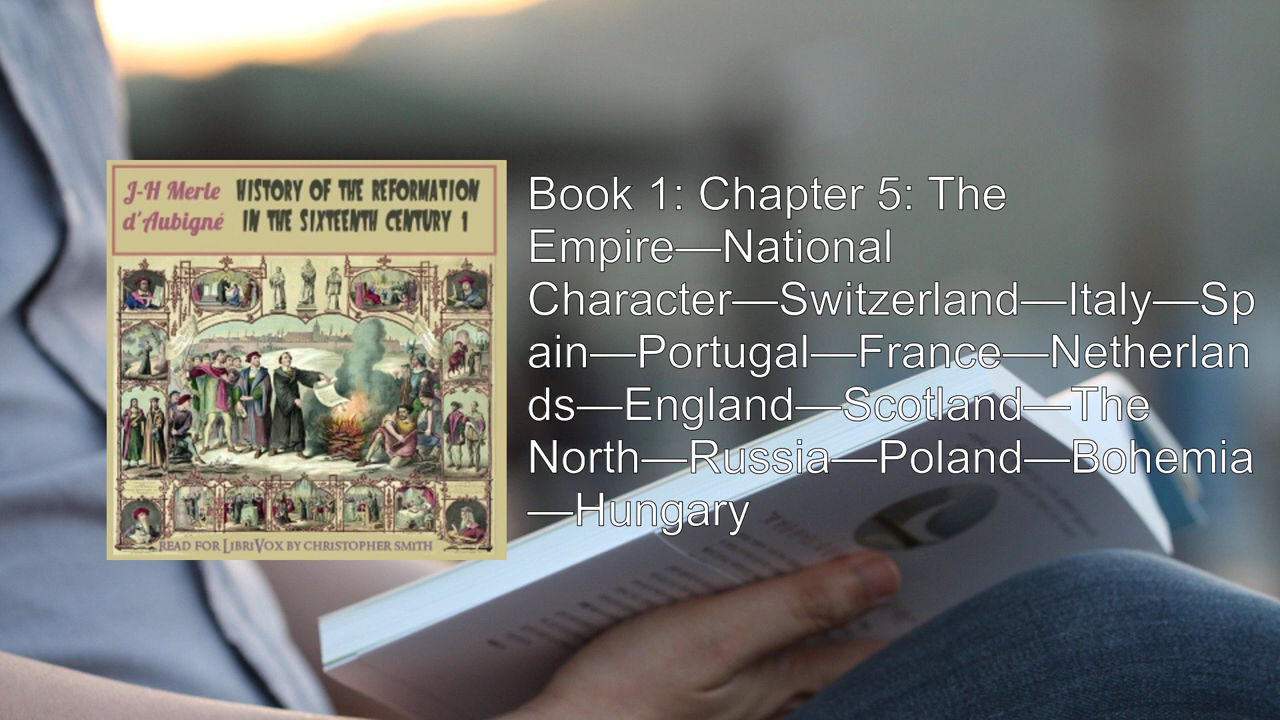 J-H Merle
d'Aubigné
HISTORY OF THE REFORMATION
IN THE SIXTEENTH CENTURY 1
READ FOR LIBRIVOX BY CHRISTOPHER SMITH
Book 1: Chapter 5: The
Empire—National
Character—Switzerland—Italy—Sp
ain—Portugal—France—Netherlan
ds—England—Scotland—The
North—Russia—Poland—Bohemia
—Hungary